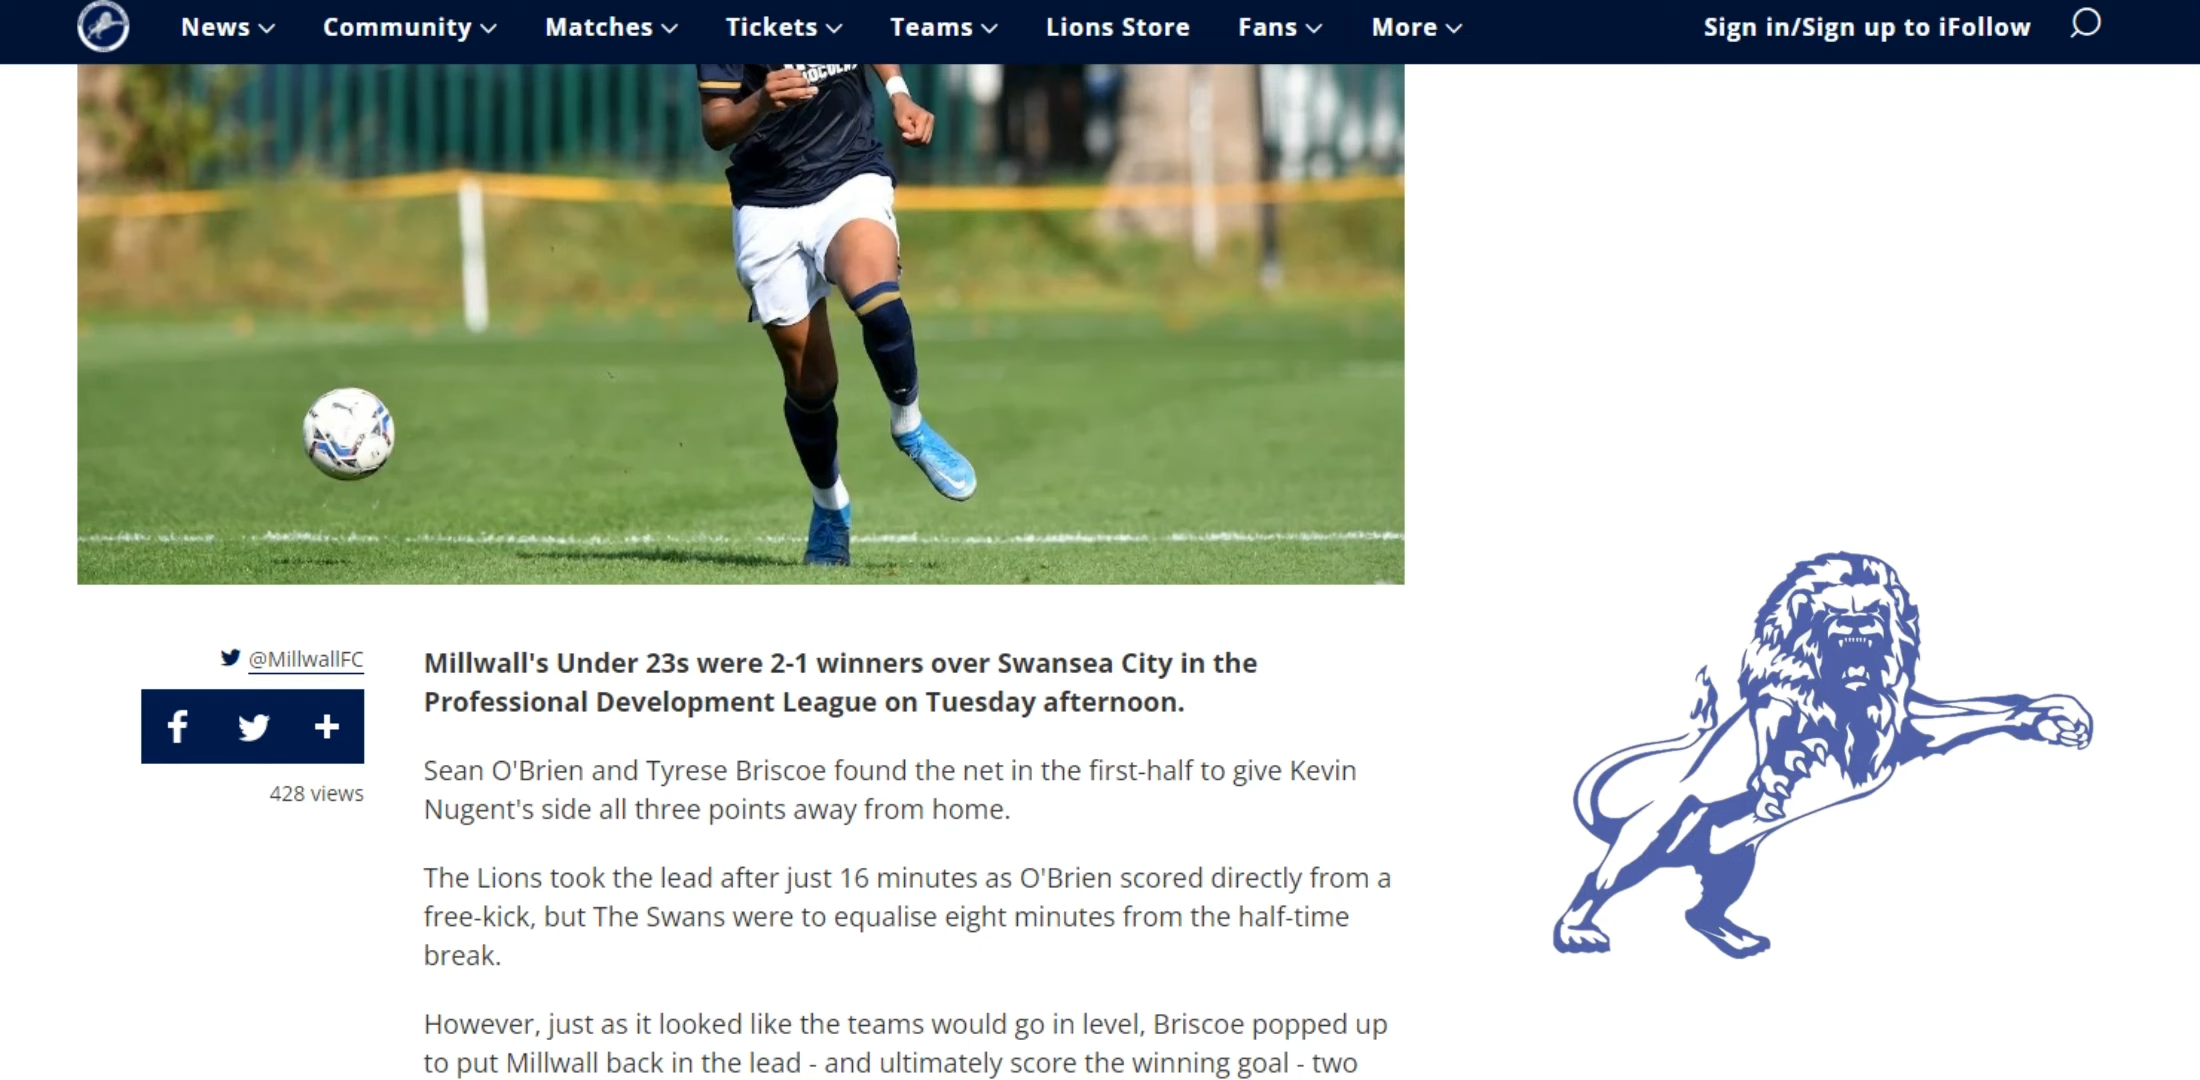 News Community Matches Tickets Teams Lions Store Fans More Sign in/Sign up to iFollow
@MillwallFC
428 views
Millwall's Under 23s were 2-1 winners over Swansea City in the
Professional Development League on Tuesday afternoon.
Sean O'Brien and Tyrese Briscoe found the net in the first-half to give Kevin
Nugent's side all three points away from home.
The Lions took the lead after just 16 minutes as O'Brien scored directly from a
free-kick, but The Swans were to equalise eight minutes from the half-time
break.
However, just as it looked like the teams would go in level, Briscoe popped up
to put Millwall back in the lead - and ultimately score the winning goal - two